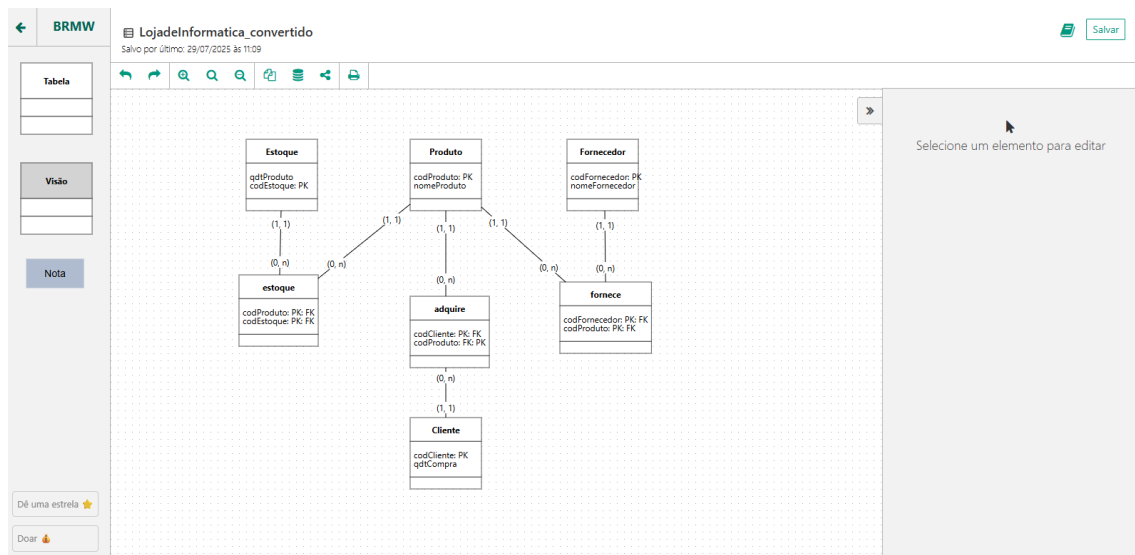 BRMW
LojadeInformatica_convertido
Salvo por último: 29/07/2025 às 11:09
Salvar
Tabela
Visão
Nota
Dê uma estrela
Doar
Selecione um elemento para editar
Estoque
qdtProduto
codEstoque: PK
Produto
codProduto: PK
nomeProduto
Fornecedor
codFornecedor: PK
nomeFornecedor
(1, 1)
(1, 1)
(1, 1)
(1, 1)
(1, 1)
(0, n)
(0, n)
(0, n)
(0, n)
(0, n)
estoque
codProduto: PK: FK
codEstoque: PK: FK
adquire
codCliente: PK: FK
codProduto: FK: PK
fornece
codFornecedor: PK: FK
codProduto: PK: FK
(0, n)
(1, 1)
Cliente
codCliente: PK
qdtCompra